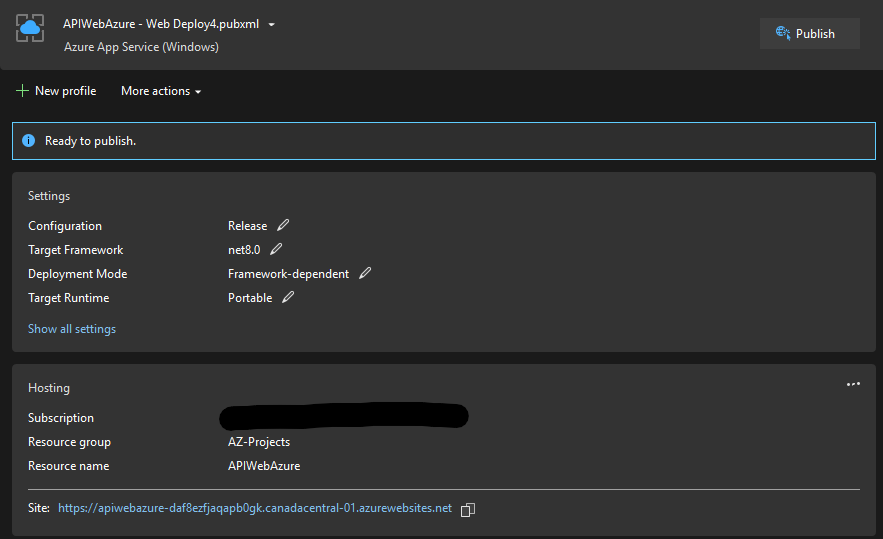 APIWebAzure - Web Deploy4.pubxml
Azure App Service (Windows)
Publish
New profile
More actions
Ready to publish.
Settings
Configuration Release
Target Framework net8.0
Deployment Mode Framework-dependent
Target Runtime Portable
Show all settings
Hosting
Subscription
Resource group AZ-Projects
Resource name APIWebAzure
Site: https://apiwebazure-daf8ezfjaqapb0gk.canadacentral-01.azurewebsites.net